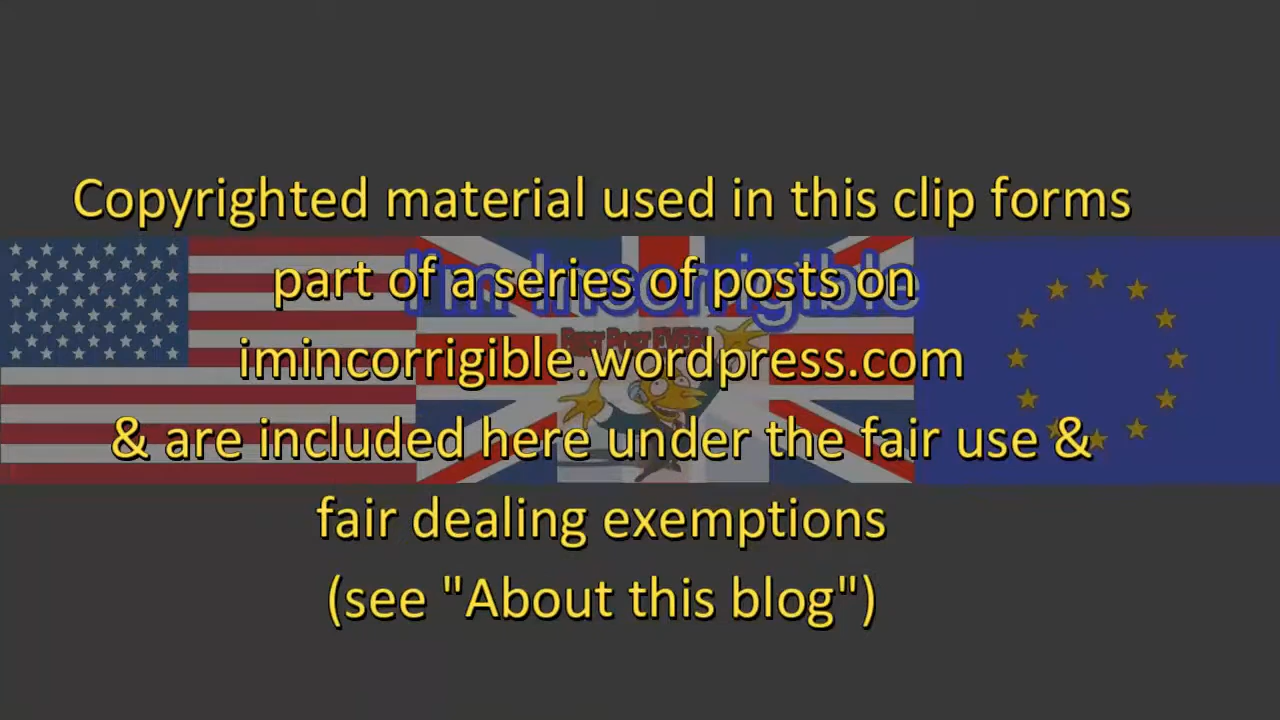 Copyrighted material used in this clip forms
part of a series of posts on
I'm Incorrigible
imincorrigible.wordpress.com
& are included here under the fair use &
fair dealing exemptions
(see "About this blog")